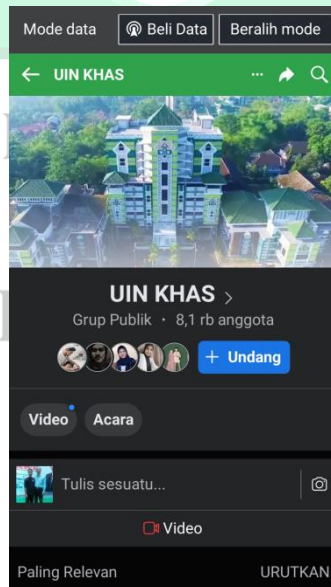 Mode data Beli Data Beralih mode
UIN KHAS
UIN KHAS
Grup Publik · 8,1 rb anggota
+ Undang
Video Acara
Tulis sesuatu...
Video
Paling Relevan URUTKAN